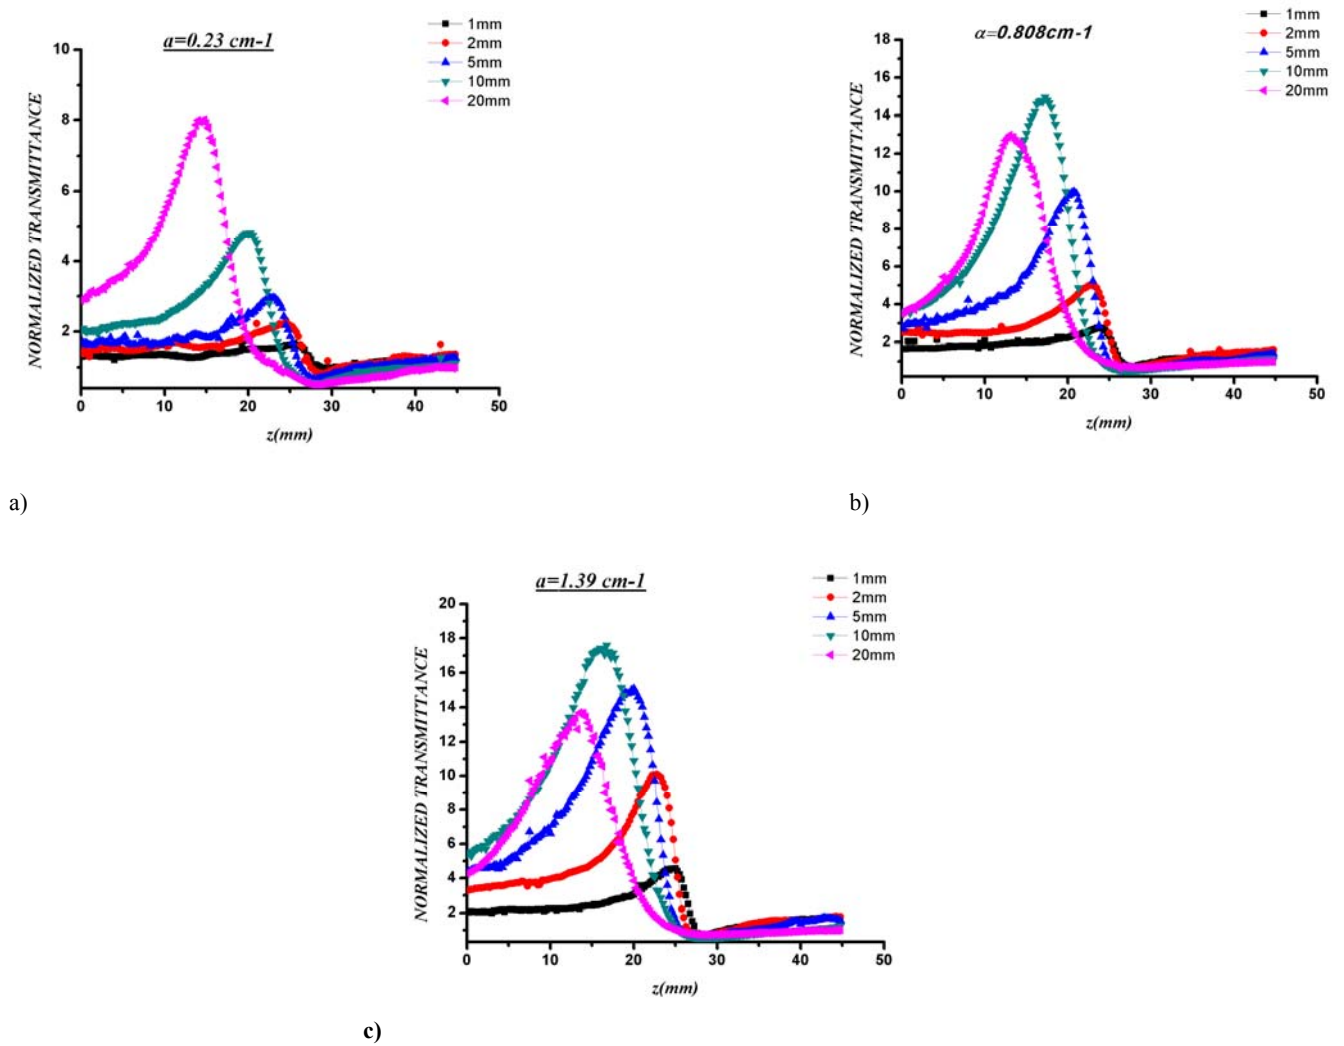 a=0.23 cm-1
1mm
2mm
5mm
10mm
20mm
NORMALIZED TRANSMITTANCE
10
8
6
4
2
0 10 20 30 40 50
z(mm)
a)
α=0.808cm-1
1mm
2mm
5mm
10mm
20mm
NORMALIZED TRANSMITTANCE
18
16
14
12
10
8
6
4
2
0 10 20 30 40 50
z(mm)
b)
a=1.39 cm-1
1mm
2mm
5mm
10mm
20mm
NORMALIZED TRANSMITTANCE
20
18
16
14
12
10
8
6
4
2
0 10 20 30 40 50
z(mm)
c)